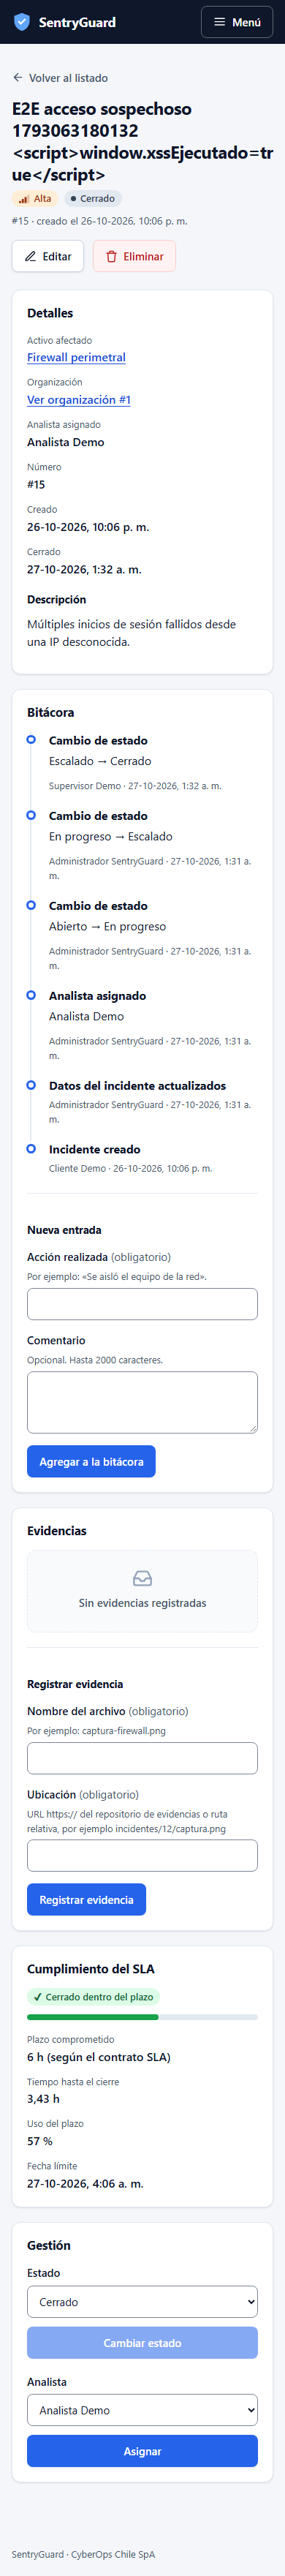 SentryGuard
Menú
Volver al listado
E2E acceso sospechoso
1793063180132
<script>window.xssEjecutado=tr
ue</script>
Alta
Cerrado
#15 · creado el 26-10-2026, 10:06 p. m.
Editar
Eliminar
Detalles
Activo afectado
Firewall perimetral
Organización
Ver organización #1
Analista asignado
Analista Demo
Número
#15
Creado
26-10-2026, 10:06 p. m.
Cerrado
27-10-2026, 1:32 a. m.
Descripción
Múltiples inicios de sesión fallidos desde
una IP desconocida.
Bitácora
Cambio de estado
Escalado → Cerrado
Supervisor Demo · 27-10-2026, 1:32 a. m.
Cambio de estado
En progreso → Escalado
Administrador SentryGuard · 27-10-2026, 1:31 a.
m.
Cambio de estado
Abierto → En progreso
Administrador SentryGuard · 27-10-2026, 1:31 a.
m.
Analista asignado
Analista Demo
Administrador SentryGuard · 27-10-2026, 1:31 a.
m.
Datos del incidente actualizados
Administrador SentryGuard · 27-10-2026, 1:31 a.
m.
Incidente creado
Cliente Demo · 26-10-2026, 10:06 p. m.
Nueva entrada
Acción realizada (obligatorio)
Por ejemplo: «Se aisló el equipo de la red».
Comentario
Opcional. Hasta 2000 caracteres.
Agregar a la bitácora
Evidencias
Sin evidencias registradas
Registrar evidencia
Nombre del archivo (obligatorio)
Por ejemplo: captura-firewall.png
Ubicación (obligatorio)
URL https:// del repositorio de evidencias o ruta
relativa, por ejemplo incidentes/12/captura.png
Registrar evidencia
Cumplimiento del SLA
✓ Cerrado dentro del plazo
Plazo comprometido
6 h (según el contrato SLA)
Tiempo hasta el cierre
3,43 h
Uso del plazo
57 %
Fecha límite
27-10-2026, 4:06 a. m.
Gestión
Estado
Cerrado
Cambiar estado
Analista
Analista Demo
Asignar
SentryGuard · CyberOps Chile SpA